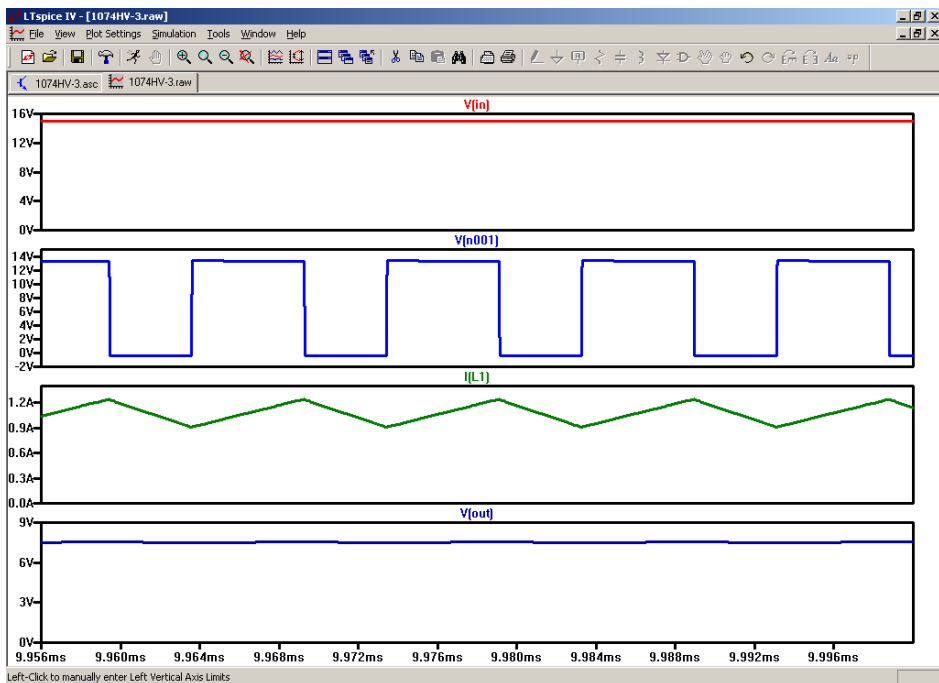 LTspice IV - [1074HV-3.raw]
File View Plot Settings Simulation Tools Window Help
1074HV-3.asc 1074HV-3.raw
V(in)
16V
12V
8V
4V
0V
V(n001)
14V
12V
10V
8V
6V
4V
2V
0V
-2V
I(L1)
1.2A
0.9A
0.6A
0.3A
0.0A
V(out)
9V
6V
3V
0V
9.956ms 9.960ms 9.964ms 9.968ms 9.972ms 9.976ms 9.980ms 9.984ms 9.988ms 9.992ms 9.996ms
Left-Click to manually enter Left Vertical Axis Limits